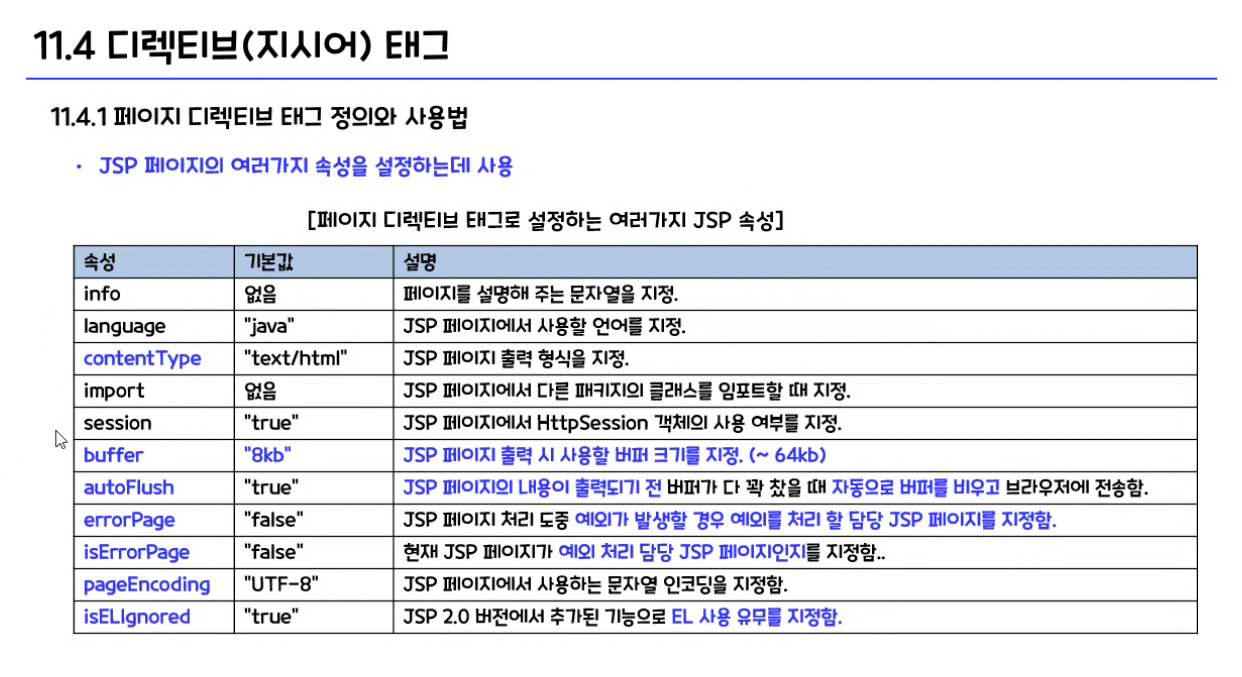 11.4 디렉티브(지시어) 태그
11.4.1 페이지 디렉티브 태그 정의와 사용법
• JSP 페이지의 여러가지 속성을 설정하는데 사용
[페이지 디렉티브 태그로 설정하는 여러가지 JSP 속성]
속성 기본값 설명
info 없음 페이지를 설명해 주는 문자열을 지정.
language "java" JSP 페이지에서 사용할 언어를 지정.
contentType "text/html" JSP 페이지 출력 형식을 지정.
import 없음 JSP 페이지에서 다른 패키지의 클래스를 임포트할 때 지정.
session "true" JSP 페이지에서 HttpSession 객체의 사용 여부를 지정.
buffer "8kb" JSP 페이지 출력 시 사용할 버퍼 크기를 지정. (~ 64kb)
autoFlush "true" JSP 페이지의 내용이 출력되기 전 버퍼가 다 꽉 찼을 때 자동으로 버퍼를 비우고 브라우저에 전송함.
errorPage "false" JSP 페이지 처리 도중 예외가 발생할 경우 예외를 처리 할 담당 JSP 페이지를 지정함.
isErrorPage "false" 현재 JSP 페이지가 예외 처리 담당 JSP 페이지인지를 지정함..
pageEncoding "UTF-8" JSP 페이지에서 사용하는 문자열 인코딩을 지정함.
isELIgnored "true" JSP 2.0 버전에서 추가된 기능으로 EL 사용 유무를 지정함.